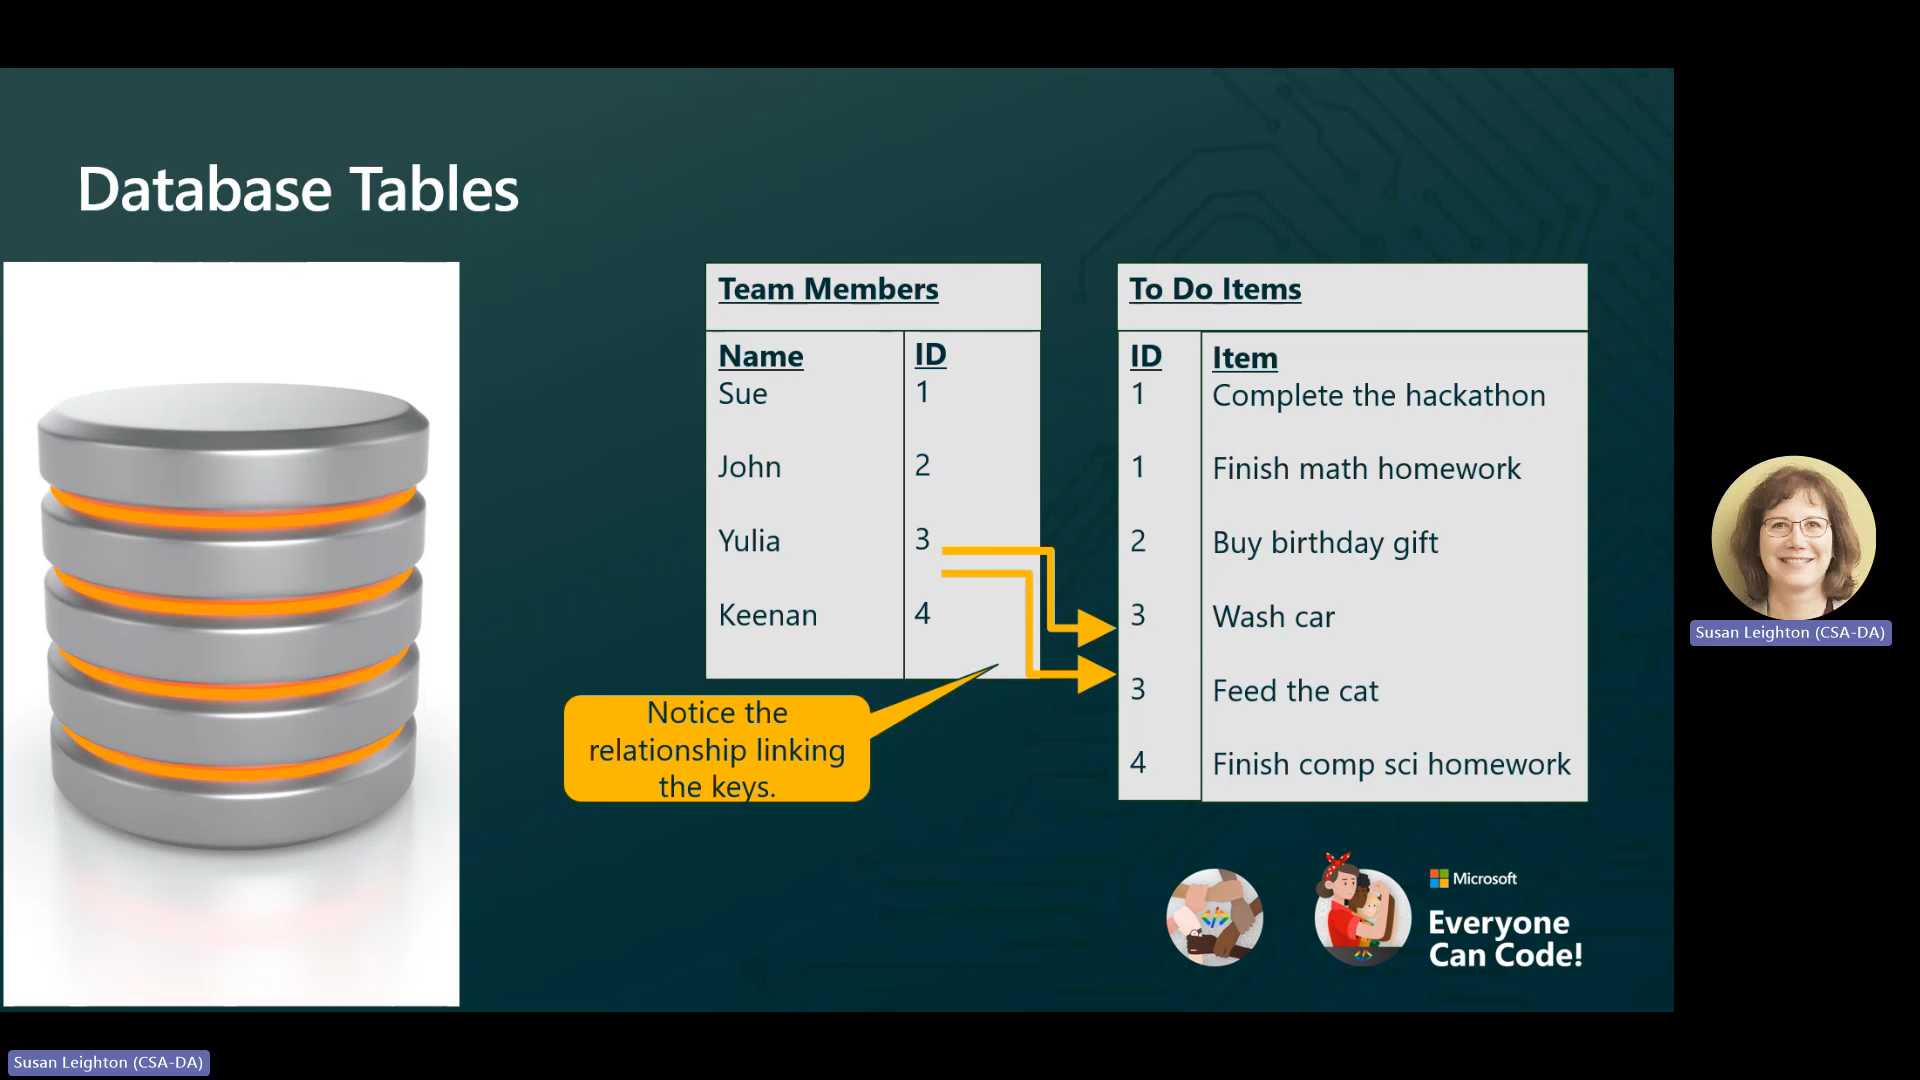 Database Tables
Team Members
Name ID
Sue 1
John 2
Yulia 3
Keenan 4
To Do Items
ID Item
1 Complete the hackathon
1 Finish math homework
2 Buy birthday gift
3 Wash car
3 Feed the cat
4 Finish comp sci homework
Notice the
relationship linking
the keys.
Microsoft
Everyone
Can Code!
Susan Leighton (CSA-DA)
Susan Leighton (CSA-DA)